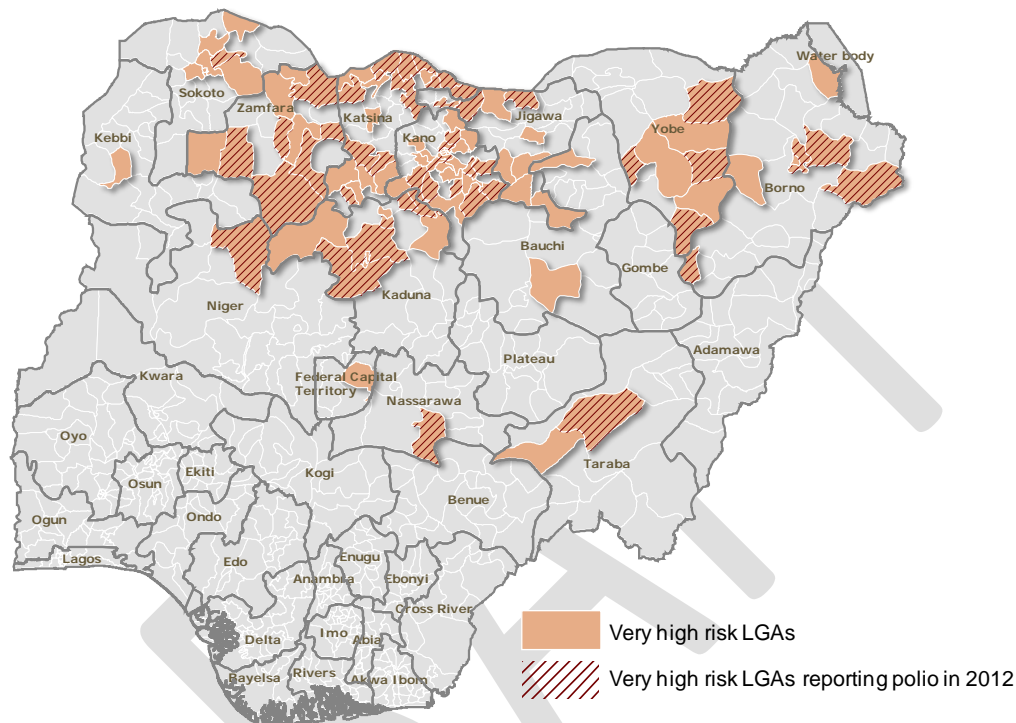 Water body
Sokoto
Zamfara
Katsina
Jigawa
Kebbi
Kano
Yobe
Borno
Bauchi
Gombe
Niger
Kaduna
Adamawa
Plateau
Federal Capital
Territory
Kwara
Nassarawa
Oyo
Taraba
Ekiti
Kogi
Osun
Benue
Ogun
Ondo
Lagos
Edo
Enugu
Anambra
Ebonyi
Cross River
Delta
Imo
Abia
Bayelsa
Rivers
Akwa Ibom
Very high risk LGAs
Very high risk LGAs reporting polio in 2012